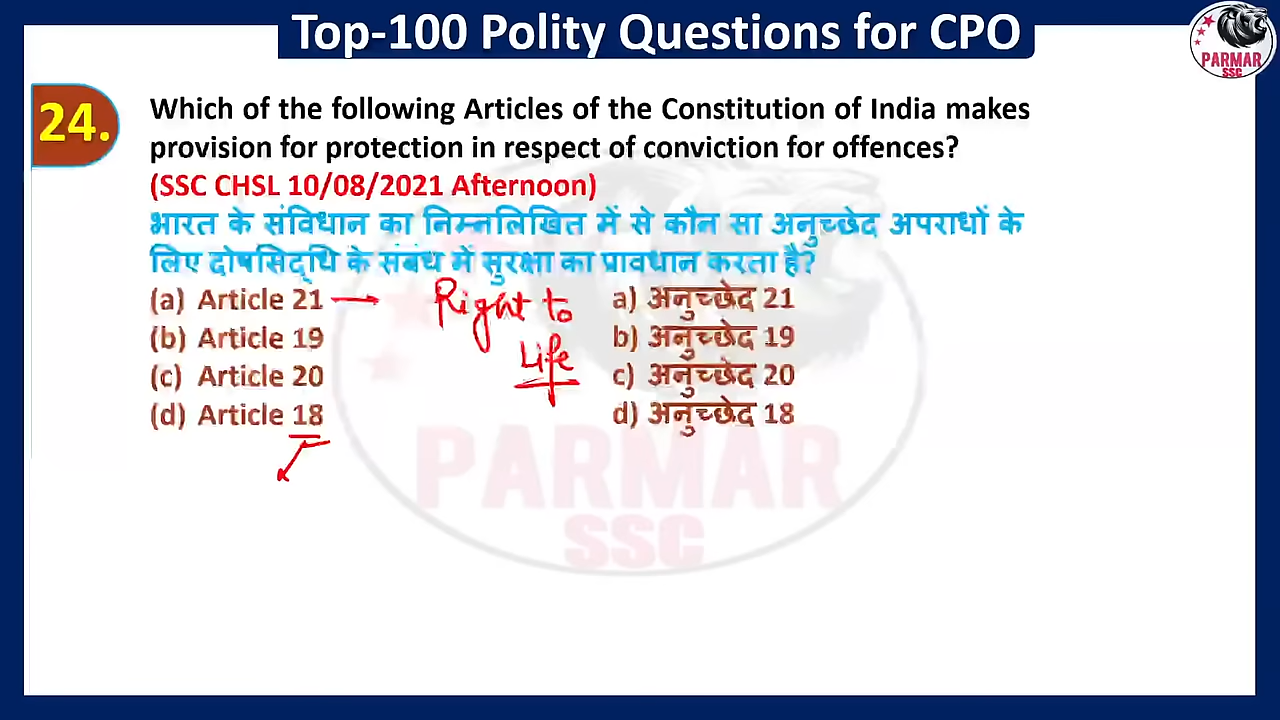 Top-100 Polity Questions for CPO
PARMAR
SSC
24.
Which of the following Articles of the Constitution of India makes
provision for protection in respect of conviction for offences?
(SSC CHSL 10/08/2021 Afternoon)
भारत के संविधान का निम्नलिखित में से कौन सा अनुच्छेद अपराधों के
लिए दोषसिद्धि के संबंध में सुरक्षा का प्रावधान करता है?
(a) Article 21
Right to
Life
a) अनुच्छेद 21
(b) Article 19
b) अनुच्छेद 19
(c) Article 20
c) अनुच्छेद 20
(d) Article 18
d) अनुच्छेद 18
PARMAR
SSC